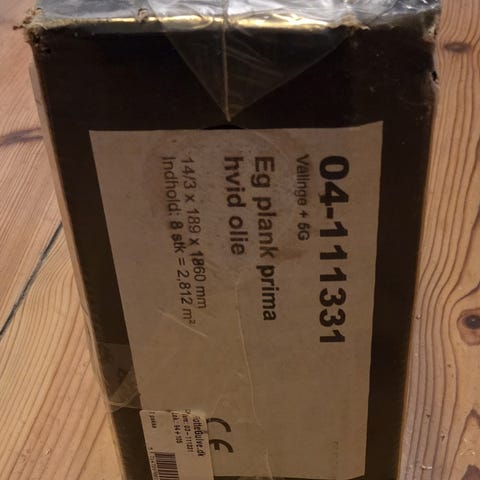 04-111331
Välinge + 5G
Eg plank prima
hvid olie
14/3 x 189 x 1860 mm
Indhold: 8 stk = 2,812 m²
CE